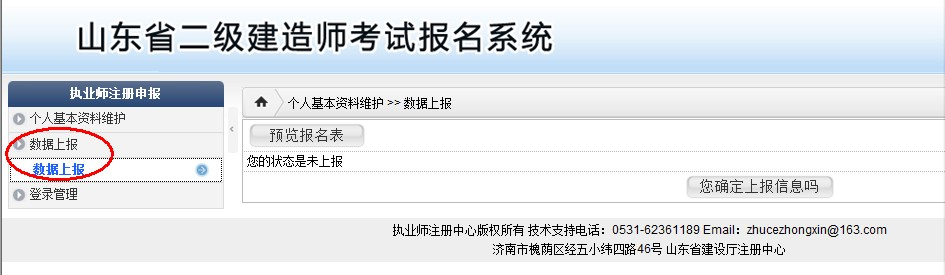 山东省二级建造师考试报名系统
执业师注册申报
个人基本资料维护
数据上报
数据上报
登录管理
个人基本资料维护 >> 数据上报
预览报名表
您的状态是未上报
您确定上报信息吗
执业师注册中心版权所有 技术支持电话：0531-62361189 Email：zhucezhongxin@163.com
济南市槐荫区经五小纬四路46号 山东省建设厅注册中心